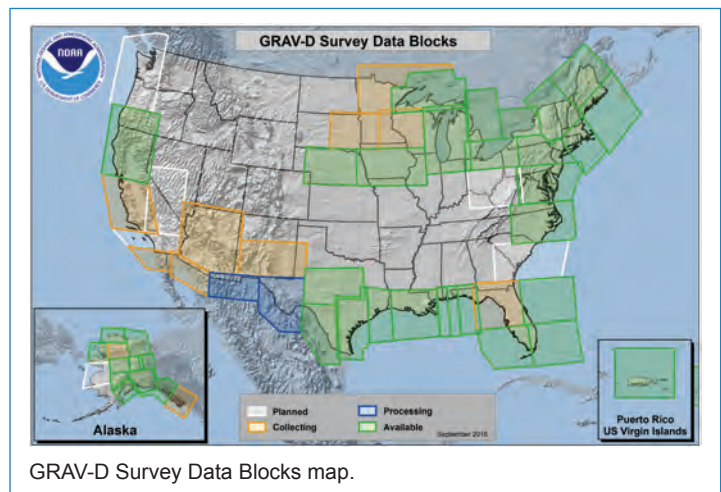 GRAV-D Survey Data Blocks
NOAA
Alaska
Planned
Collecting
Processing
Available
September 2016
Puerto Rico
US Virgin Islands
GRAV-D Survey Data Blocks map.